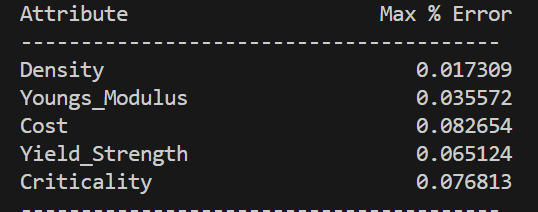 Attribute Max % Error
----------------------------------------
Density 0.017309
Youngs_Modulus 0.035572
Cost 0.082654
Yield_Strength 0.065124
Criticality 0.076813
----------------------------------------